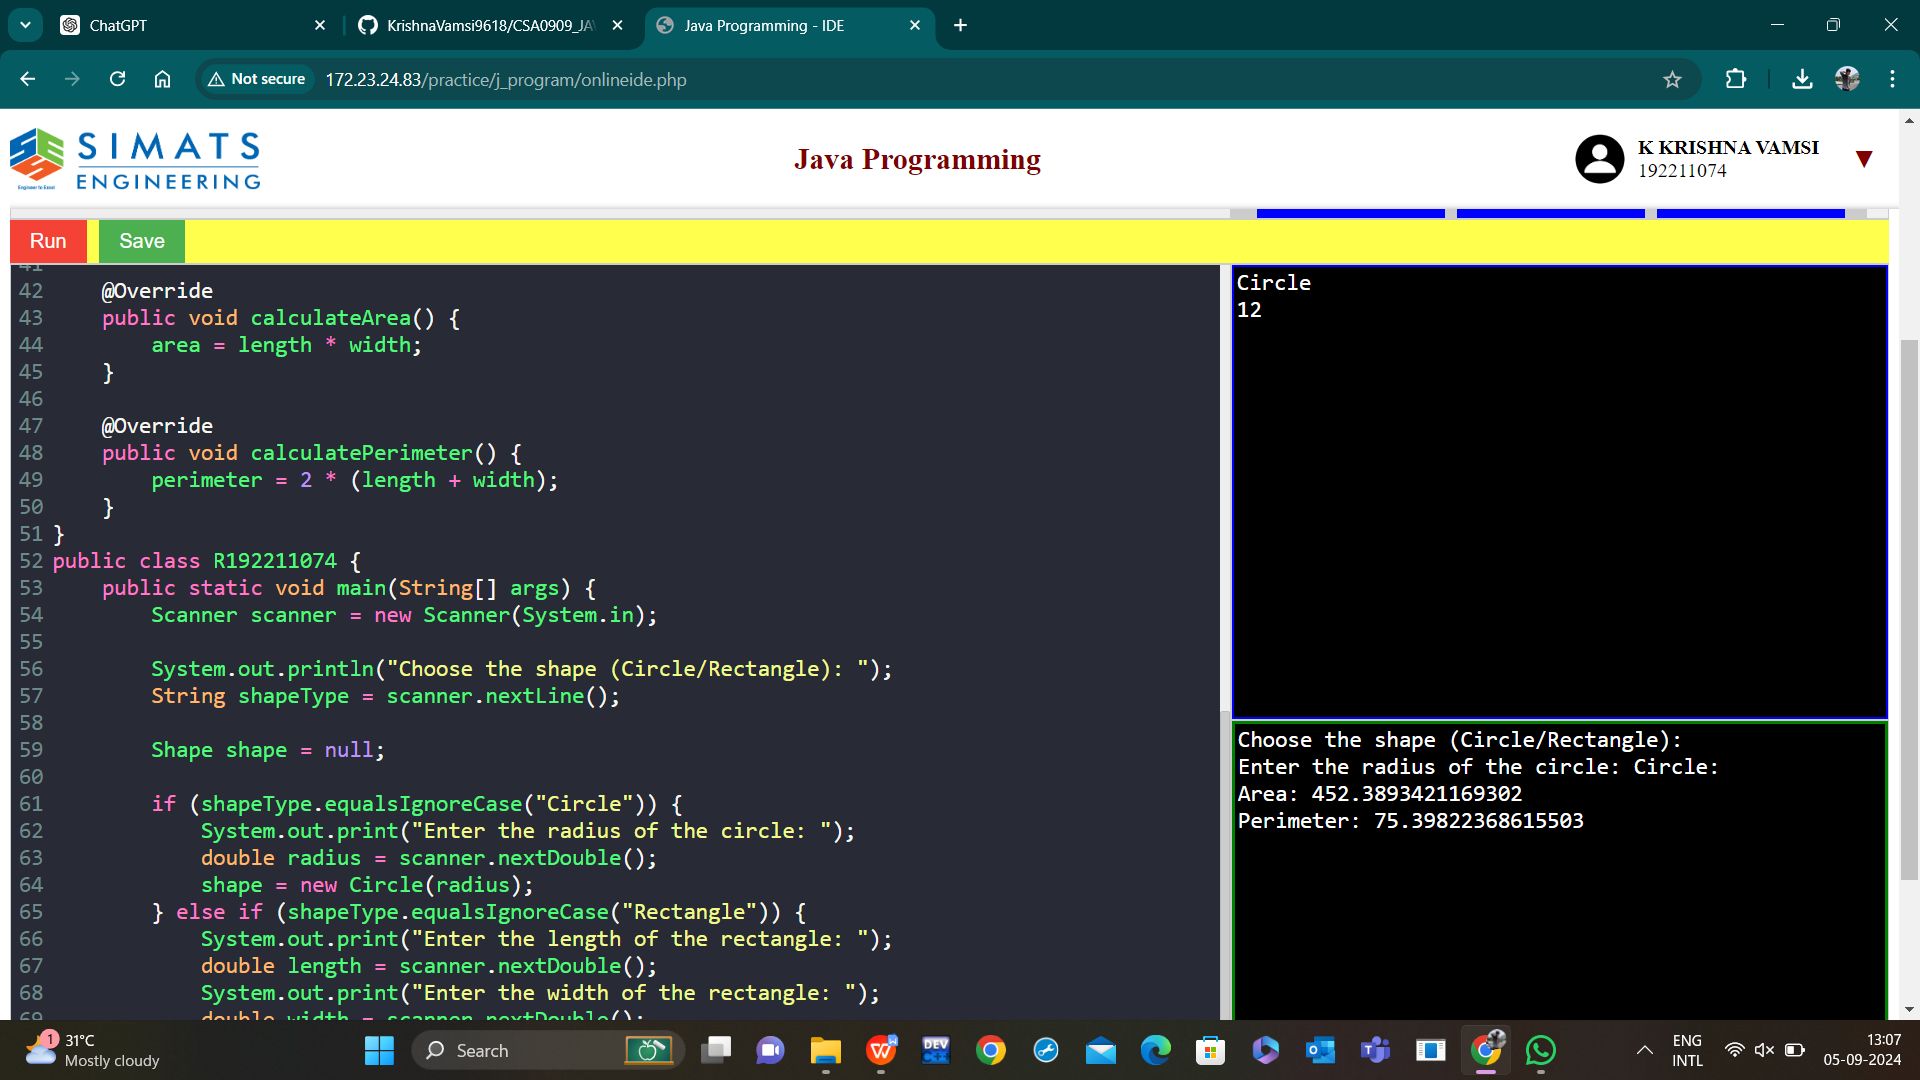 ChatGPT
KrishnaVamsi9618/CSA0909_JA
Java Programming - IDE
Not secure
172.23.24.83/practice/j_program/onlineide.php
SIMATS
ENGINEERING
Engineer to Excel
Java Programming
K KRISHNA VAMSI
192211074
Run
Save
41
42 @Override
43 public void calculateArea() {
44 area = length * width;
45 }
46
47 @Override
48 public void calculatePerimeter() {
49 perimeter = 2 * (length + width);
50 }
51 }
52 public class R192211074 {
53 public static void main(String[] args) {
54 Scanner scanner = new Scanner(System.in);
55
56 System.out.println("Choose the shape (Circle/Rectangle): ");
57 String shapeType = scanner.nextLine();
58
59 Shape shape = null;
60
61 if (shapeType.equalsIgnoreCase("Circle")) {
62 System.out.print("Enter the radius of the circle: ");
63 double radius = scanner.nextDouble();
64 shape = new Circle(radius);
65 } else if (shapeType.equalsIgnoreCase("Rectangle")) {
66 System.out.print("Enter the length of the rectangle: ");
67 double length = scanner.nextDouble();
68 System.out.print("Enter the width of the rectangle: ");
69 double width = scanner.nextDouble();
Circle
12
Choose the shape (Circle/Rectangle):
Enter the radius of the circle: Circle:
Area: 452.3893421169302
Perimeter: 75.39822368615503
1
31°C
Mostly cloudy
Search
DEV
C++
ENG
INTL
13:07
05-09-2024